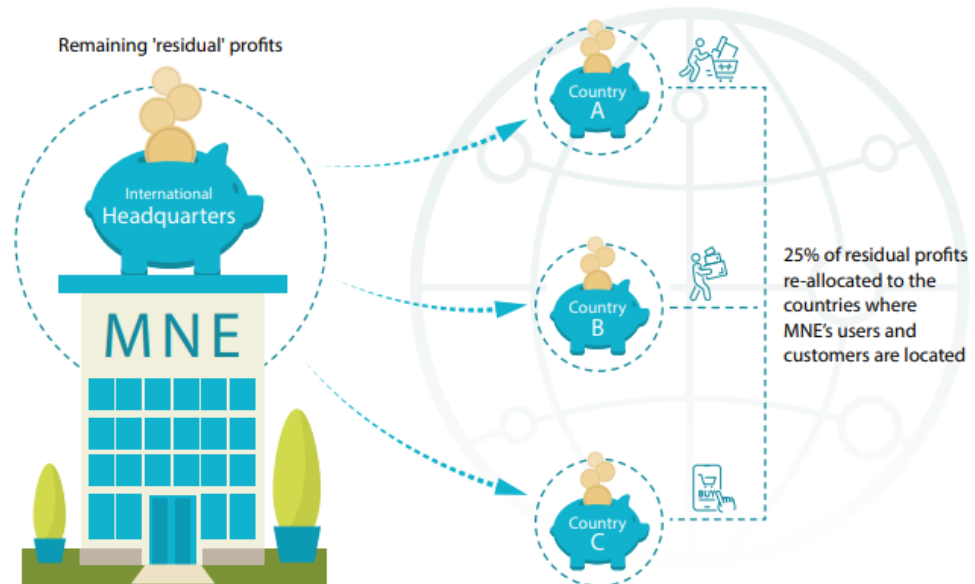 Remaining 'residual' profits
International
Headquarters
MNE
Country
A
Country
B
Country
C
BUY
25% of residual profits
re-allocated to the
countries where
MNE's users and
customers are located